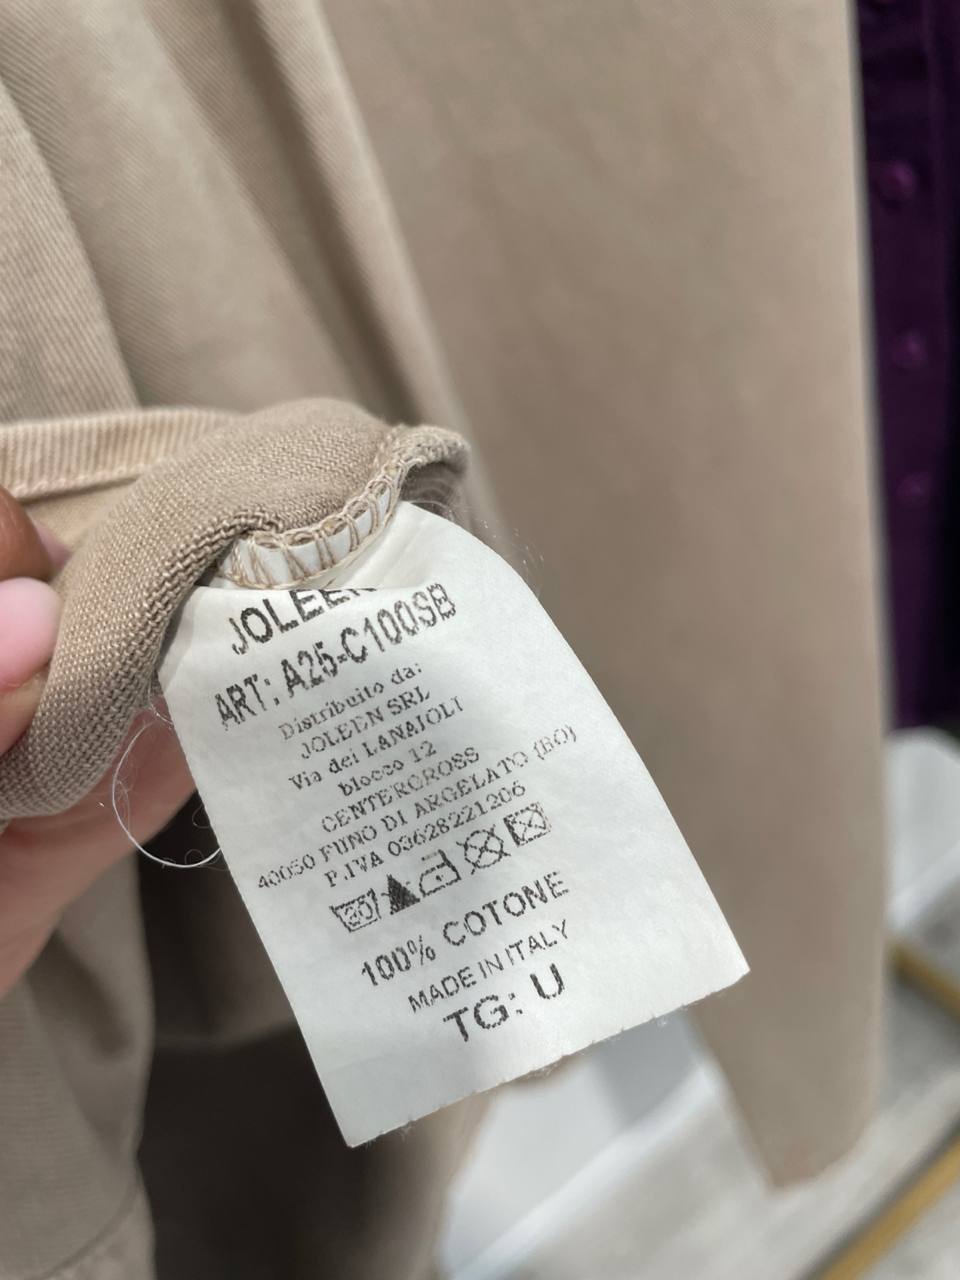 JOLEEN
ART: A25-C100SB
Distribuito da:
JOLEEN SRL
Via dei LANAIOLI
blocco 12
CENTERGROSS
40050 FUNO DI ARGELATO (BO)
P.IVA 03628221206
30
100% COTONE
MADE IN ITALY
TG: U